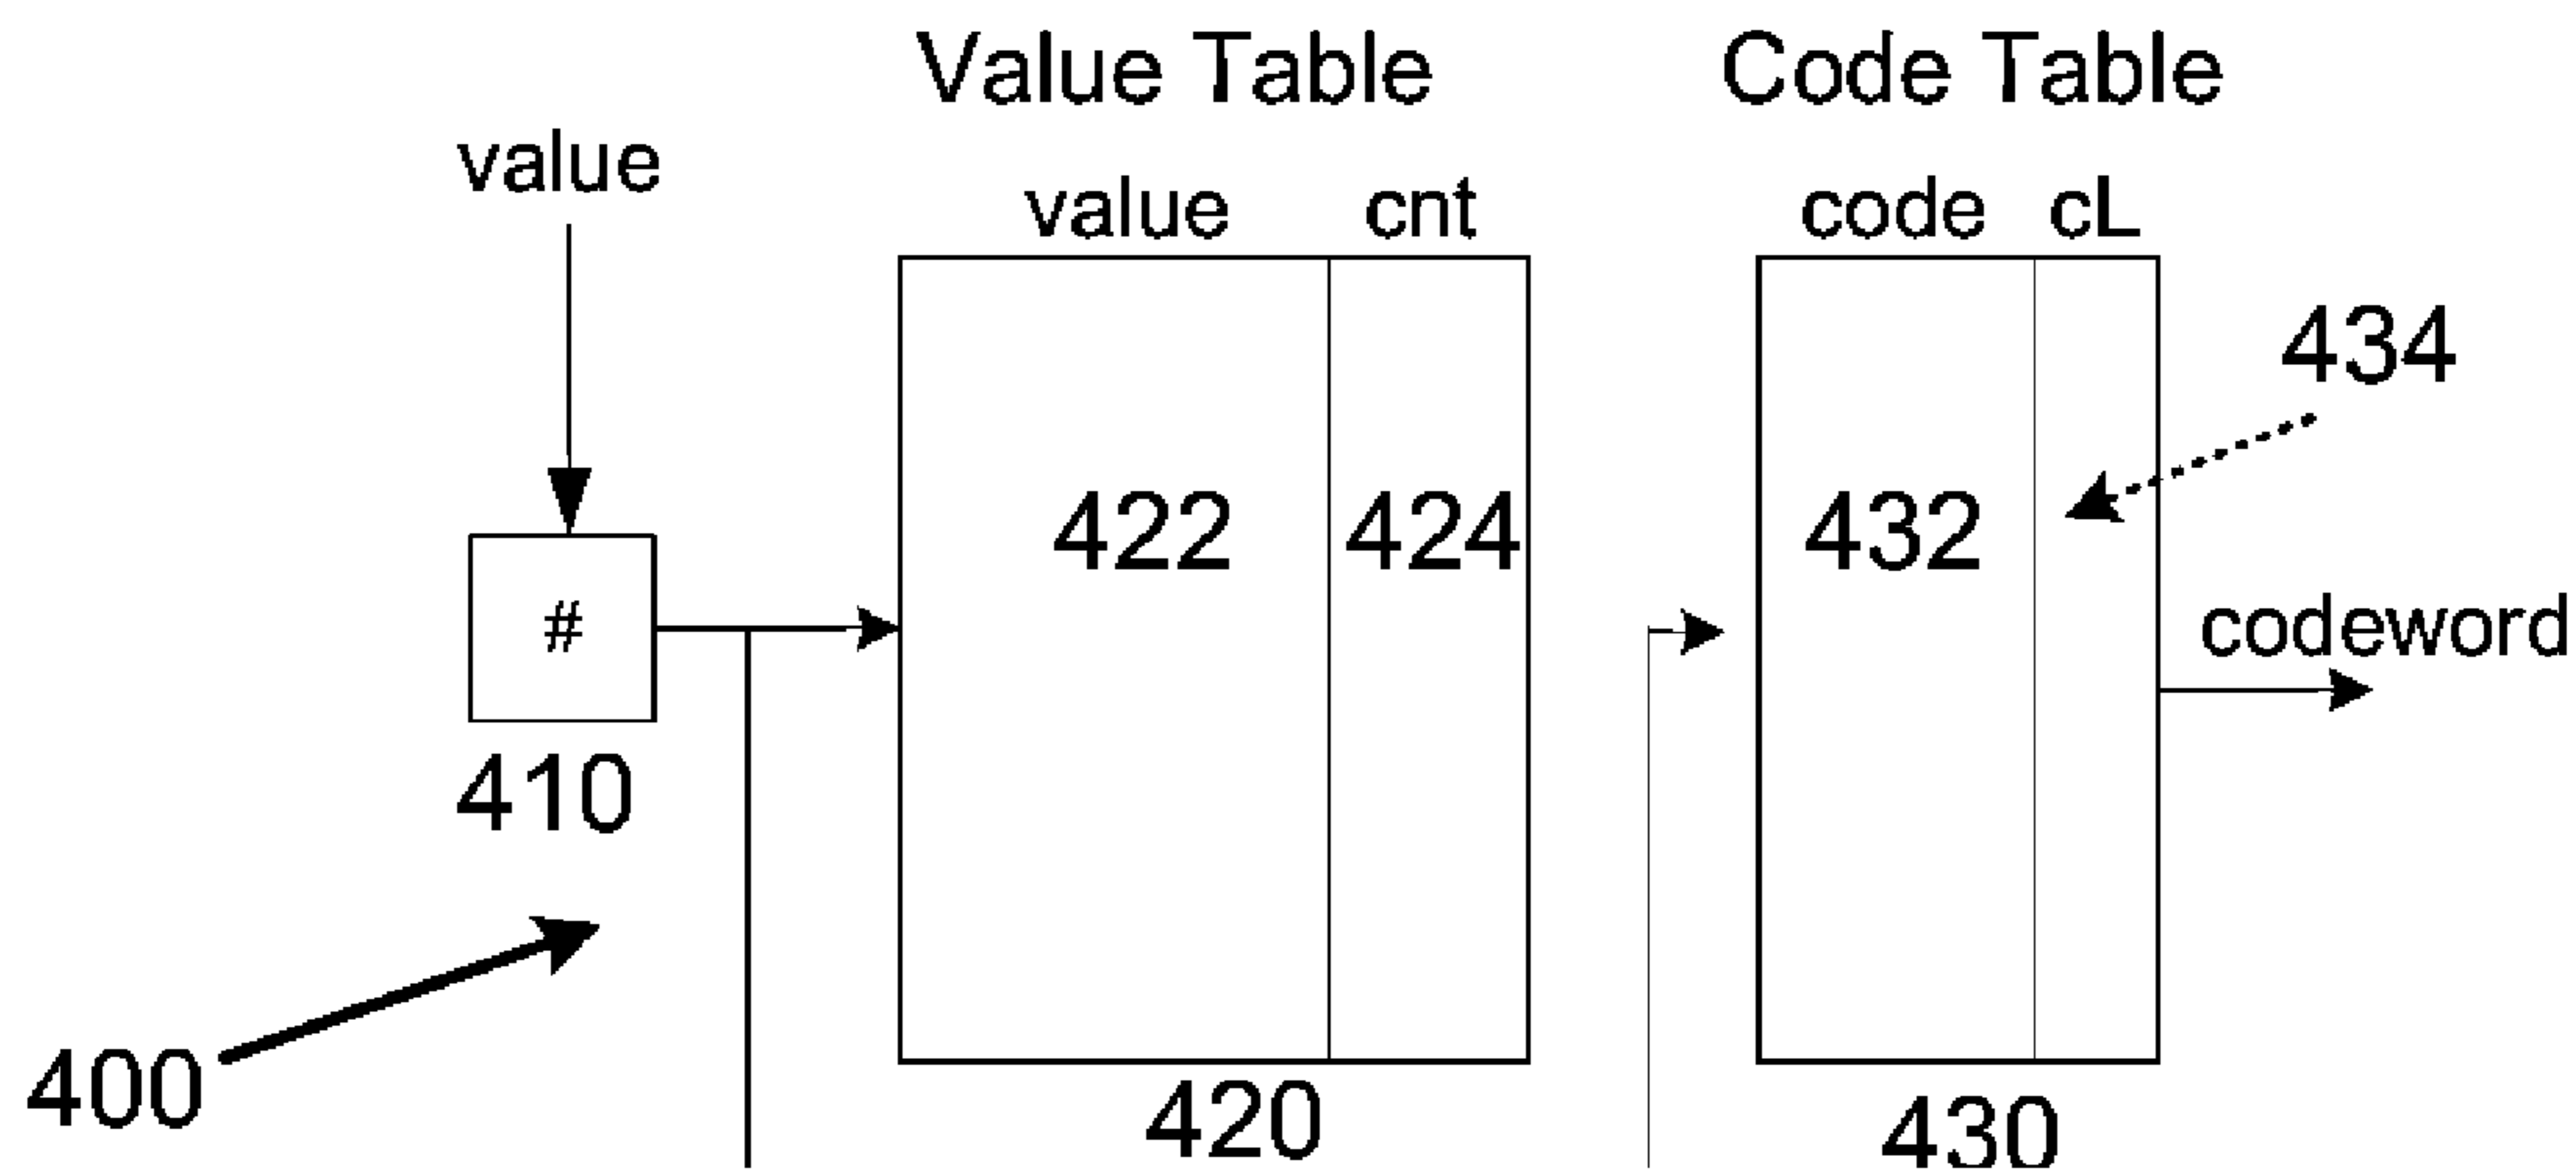 Value Table Code Table
value
value cnt code cL
434
422 424 432
# codeword
410
400
420 430